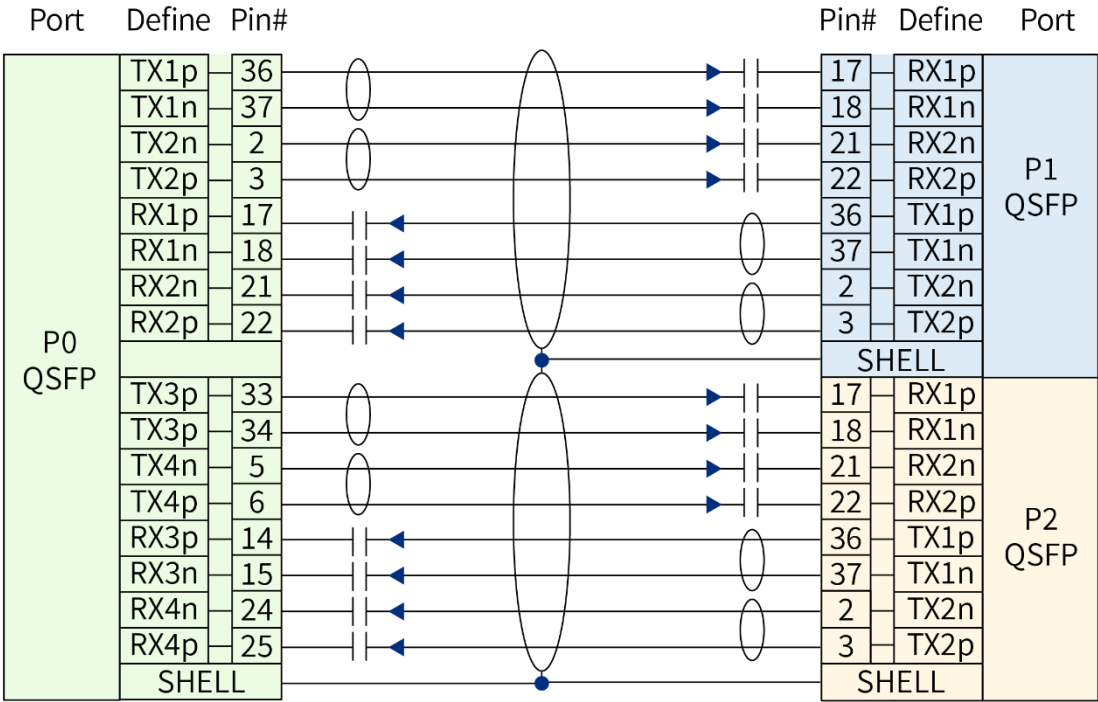 Port Define Pin# Pin# Define Port
TX1p 36 17 RX1p
TX1n 37 18 RX1n
TX2n 2 21 RX2n
TX2p 3 22 RX2p
P1
QSFP
RX1p 17 36 TX1p
RX1n 18 37 TX1n
RX2n 21 2 TX2n
RX2p 22 3 TX2p
P0
QSFP
SHELL
TX3p 33 17 RX1p
TX3p 34 18 RX1n
TX4n 5 21 RX2n
TX4p 6 22 RX2p
P2
QSFP
RX3p 14 36 TX1p
RX3n 15 37 TX1n
RX4n 24 2 TX2n
RX4p 25 3 TX2p
SHELL SHELL